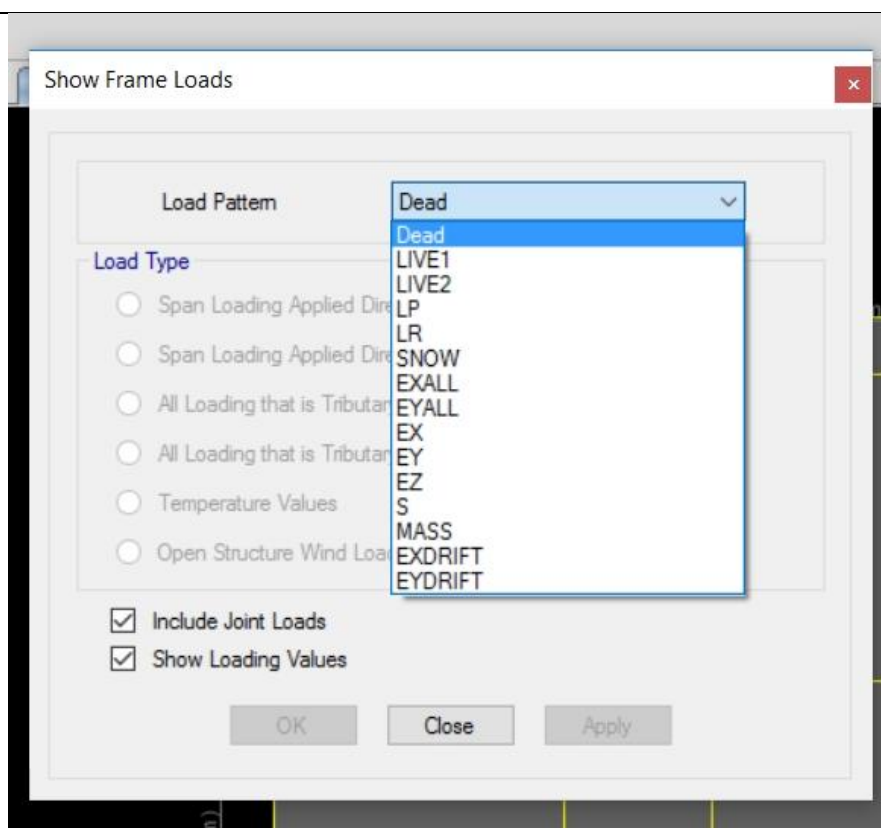 Show Frame Loads
Load Pattern
Dead
Dead
LIVE1
LIVE2
LP
LR
SNOW
EXALL
EYALL
EX
EY
EZ
S
MASS
EXDRIFT
EYDRIFT
Load Type
Span Loading Applied Dire
Span Loading Applied Dire
All Loading that is Tributar
All Loading that is Tributar
Temperature Values
Open Structure Wind Loa
Include Joint Loads
Show Loading Values
OK Close Apply